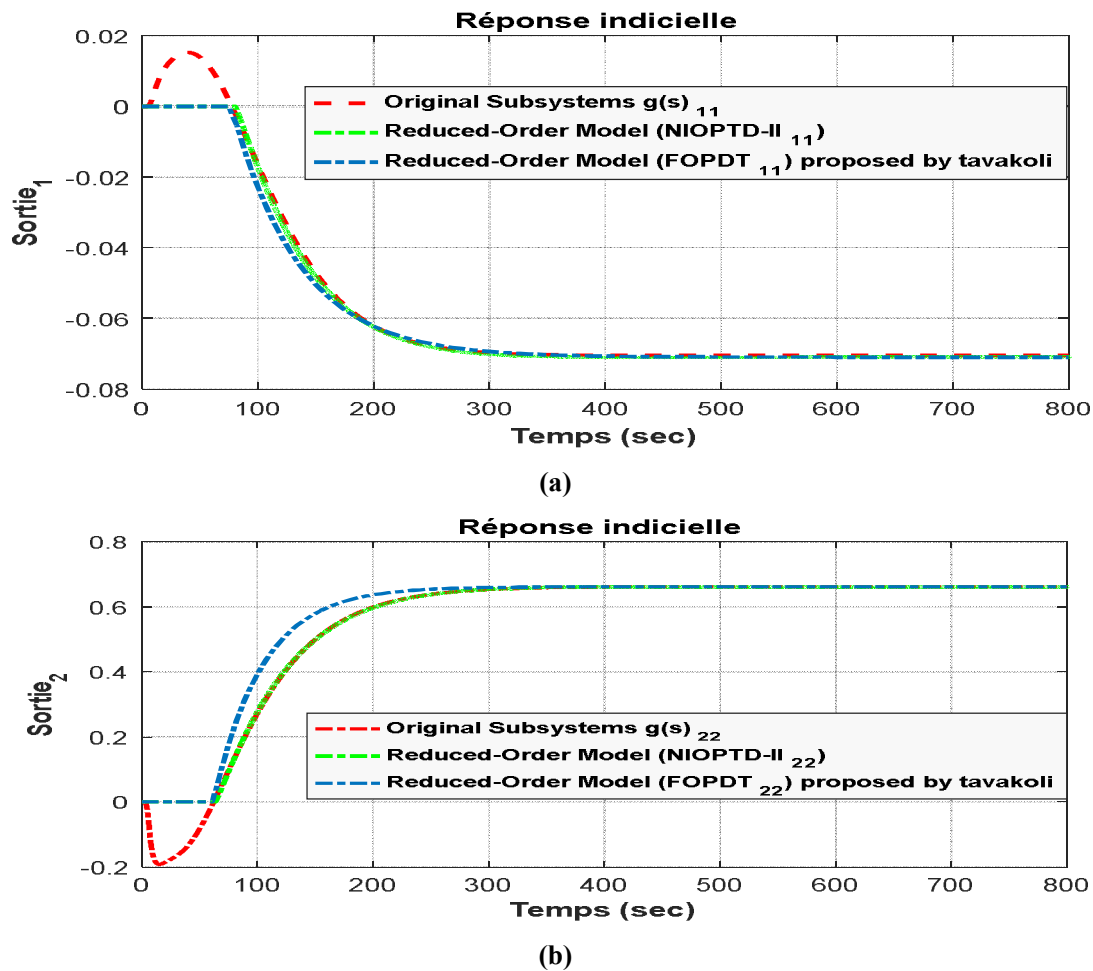 Réponse indicielle
0.02
0
-0.02
-0.04
-0.06
-0.08
Sortie1
Original Subsystems g(s) 11
Reduced-Order Model (NIOPTD-II 11)
Reduced-Order Model (FOPDT 11) proposed by tavakoli
0 100 200 300 400 500 600 700 800
Temps (sec)
(a)
Réponse indicielle
0.8
0.6
0.4
0.2
0
-0.2
Sortie2
Original Subsystems g(s) 22
Reduced-Order Model (NIOPTD-II 22)
Reduced-Order Model (FOPDT 22) proposed by tavakoli
0 100 200 300 400 500 600 700 800
Temps (sec)
(b)